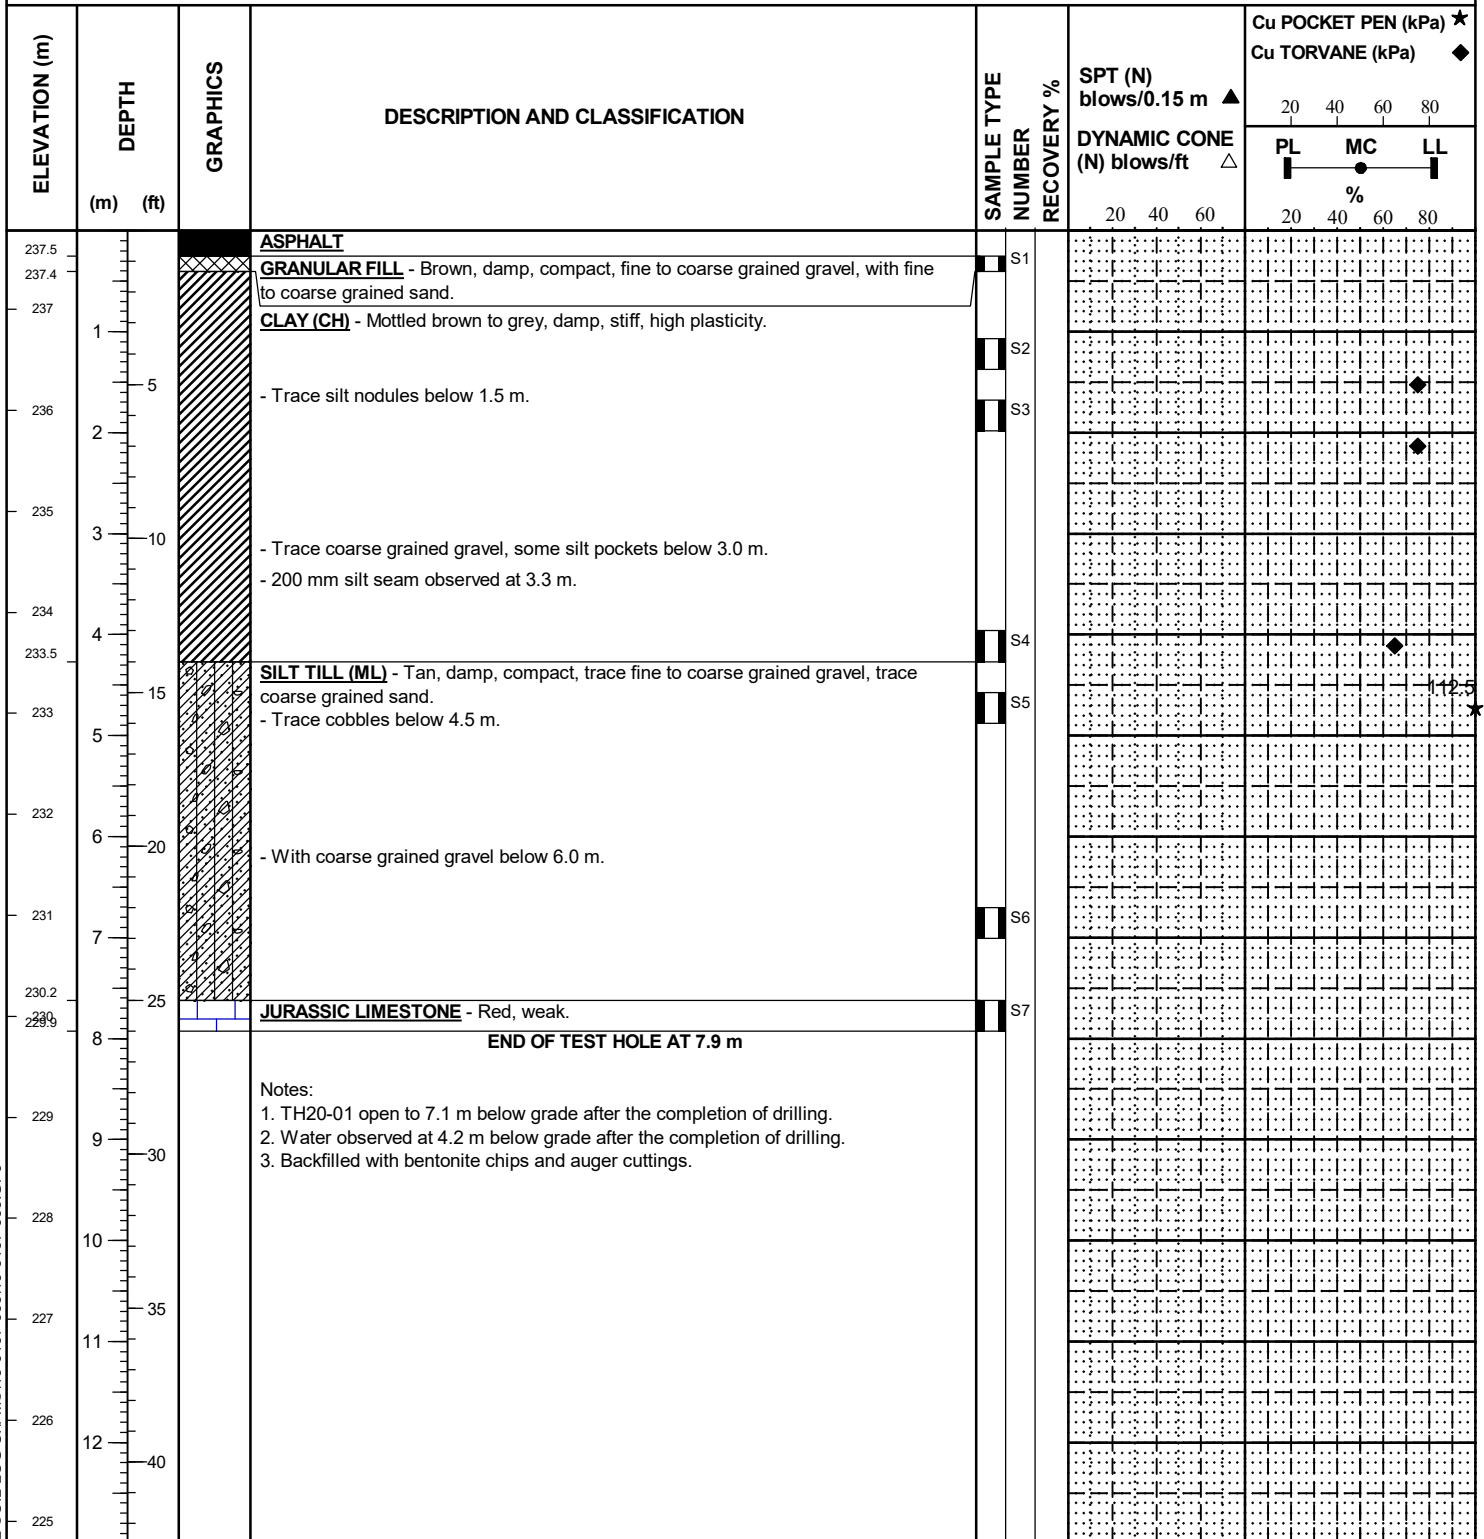 ELEVATION (m)
DEPTH
(m) (ft)
GRAPHICS
DESCRIPTION AND CLASSIFICATION
SAMPLE TYPE
NUMBER
RECOVERY %
SPT (N)
blows/0.15 m ▲
DYNAMIC CONE
(N) blows/ft △
20 40 60
Cu POCKET PEN (kPa) ★
Cu TORVANE (kPa) ◆
20 40 60 80
PL MC LL
%
20 40 60 80
237.5
237.4
237
236
235
234
233.5
233
232
231
230.2
230
229.9
229
228
227
226
225
1
2
3
4
5
6
7
8
9
10
11
12
5
10
15
20
25
30
35
40
ASPHALT
GRANULAR FILL - Brown, damp, compact, fine to coarse grained gravel, with fine
to coarse grained sand.
CLAY (CH) - Mottled brown to grey, damp, stiff, high plasticity.
- Trace silt nodules below 1.5 m.
- Trace coarse grained gravel, some silt pockets below 3.0 m.
- 200 mm silt seam observed at 3.3 m.
SILT TILL (ML) - Tan, damp, compact, trace fine to coarse grained gravel, trace
coarse grained sand.
- Trace cobbles below 4.5 m.
- With coarse grained gravel below 6.0 m.
JURASSIC LIMESTONE - Red, weak.
END OF TEST HOLE AT 7.9 m
Notes:
1. TH20-01 open to 7.1 m below grade after the completion of drilling.
2. Water observed at 4.2 m below grade after the completion of drilling.
3. Backfilled with bentonite chips and auger cuttings.
S1
S2
S3
S4
S5
S6
S7
112.5